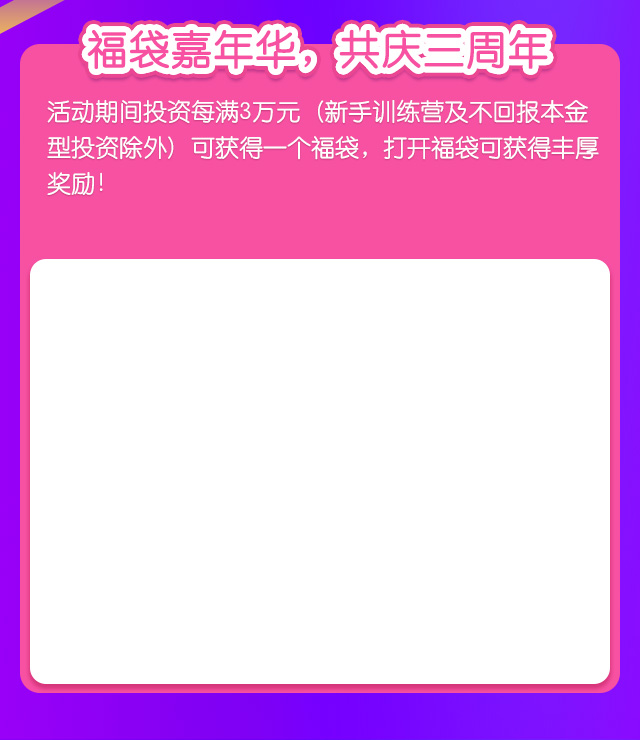 福袋嘉年华，共庆三周年
活动期间投资每满3万元（新手训练营及不回报本金
型投资除外）可获得一个福袋，打开福袋可获得丰厚
奖励！